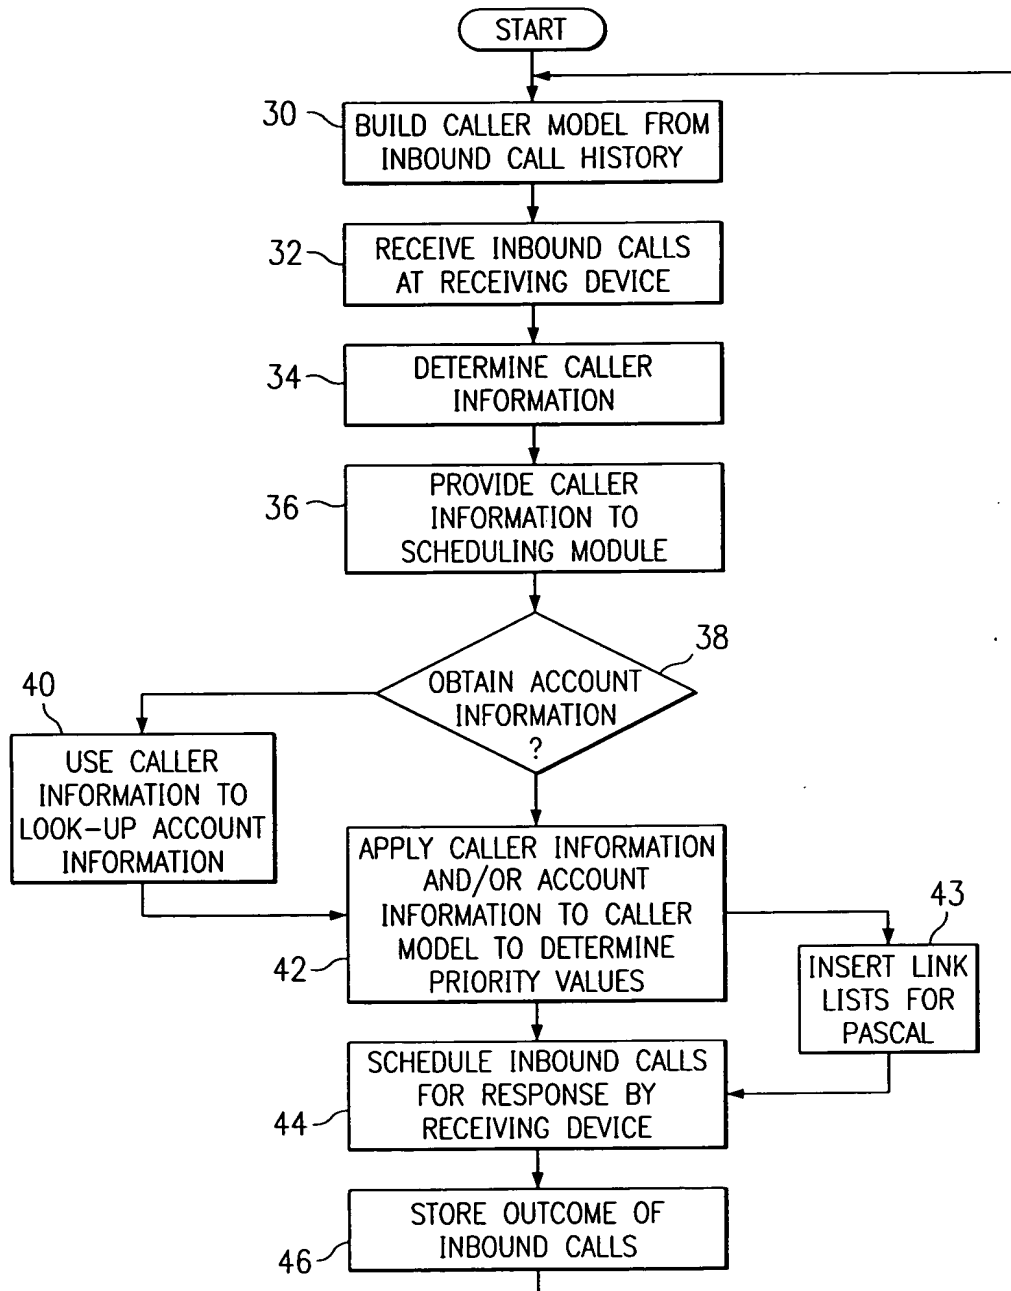 START
30
BUILD CALLER MODEL FROM
INBOUND CALL HISTORY
32
RECEIVE INBOUND CALLS
AT RECEIVING DEVICE
34
DETERMINE CALLER
INFORMATION
36
PROVIDE CALLER
INFORMATION TO
SCHEDULING MODULE
38
OBTAIN ACCOUNT
INFORMATION
?
40
USE CALLER
INFORMATION TO
LOOK-UP ACCOUNT
INFORMATION
42
APPLY CALLER INFORMATION
AND/OR ACCOUNT
INFORMATION TO CALLER
MODEL TO DETERMINE
PRIORITY VALUES
43
INSERT LINK
LISTS FOR
PASCAL
44
SCHEDULE INBOUND CALLS
FOR RESPONSE BY
RECEIVING DEVICE
46
STORE OUTCOME OF
INBOUND CALLS